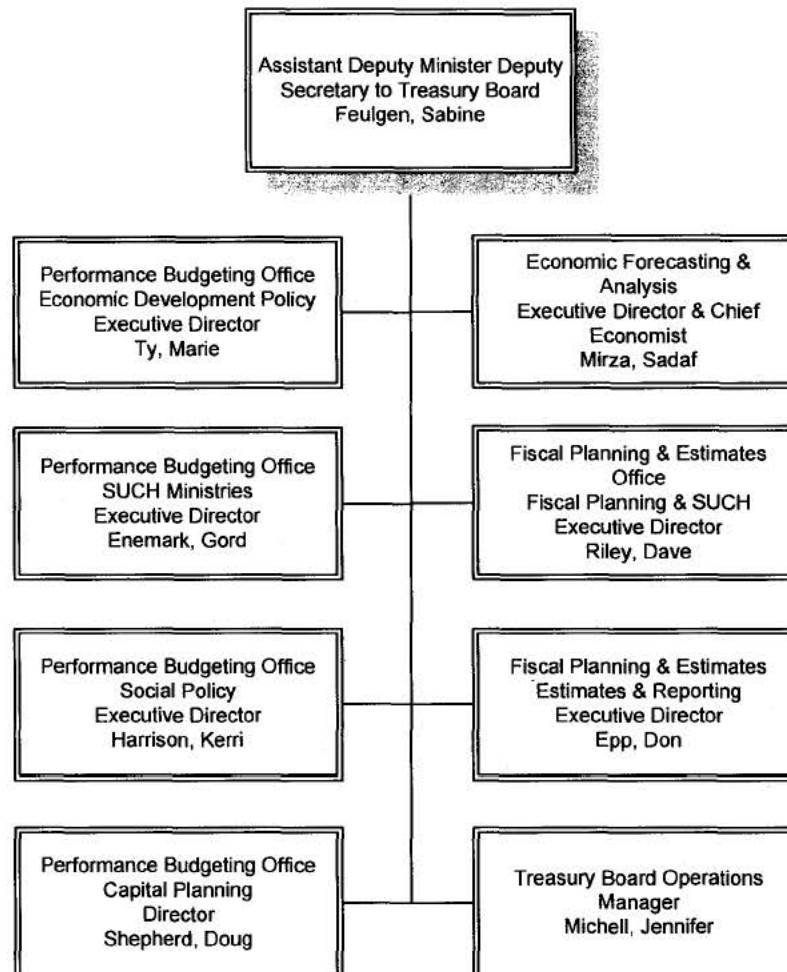 Assistant Deputy Minister Deputy
Secretary to Treasury Board
Feulgen, Sabine
Performance Budgeting Office
Economic Development Policy
Executive Director
Ty, Marie
Economic Forecasting &
Analysis
Executive Director & Chief
Economist
Mirza, Sadaf
Performance Budgeting Office
SUCH Ministries
Executive Director
Enemark, Gord
Fiscal Planning & Estimates
Office
Fiscal Planning & SUCH
Executive Director
Riley, Dave
Performance Budgeting Office
Social Policy
Executive Director
Harrison, Kerri
Fiscal Planning & Estimates
Estimates & Reporting
Executive Director
Epp, Don
Performance Budgeting Office
Capital Planning
Director
Shepherd, Doug
Treasury Board Operations
Manager
Michell, Jennifer